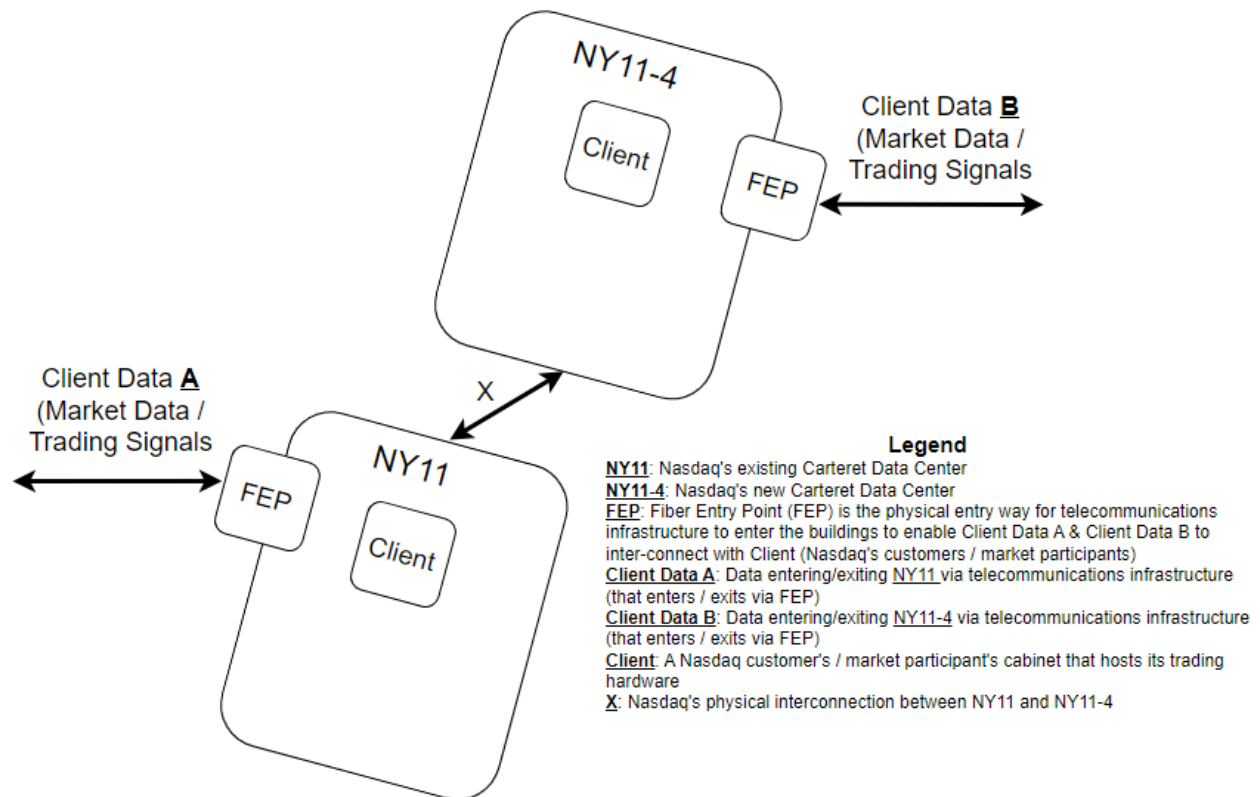 NY11-4
Client
FEP
Client Data B
(Market Data /
Trading Signals
X
Client Data A
(Market Data /
Trading Signals
NY11
FEP
Client
Legend
NY11: Nasdaq's existing Carteret Data Center
NY11-4: Nasdaq's new Carteret Data Center
FEP: Fiber Entry Point (FEP) is the physical entry way for telecommunications
infrastructure to enter the buildings to enable Client Data A & Client Data B to
inter-connect with Client (Nasdaq's customers / market participants)
Client Data A: Data entering/exiting NY11 via telecommunications infrastructure
(that enters / exits via FEP)
Client Data B: Data entering/exiting NY11-4 via telecommunications infrastructure
(that enters / exits via FEP)
Client: A Nasdaq customer's / market participant's cabinet that hosts its trading
hardware
X: Nasdaq's physical interconnection between NY11 and NY11-4